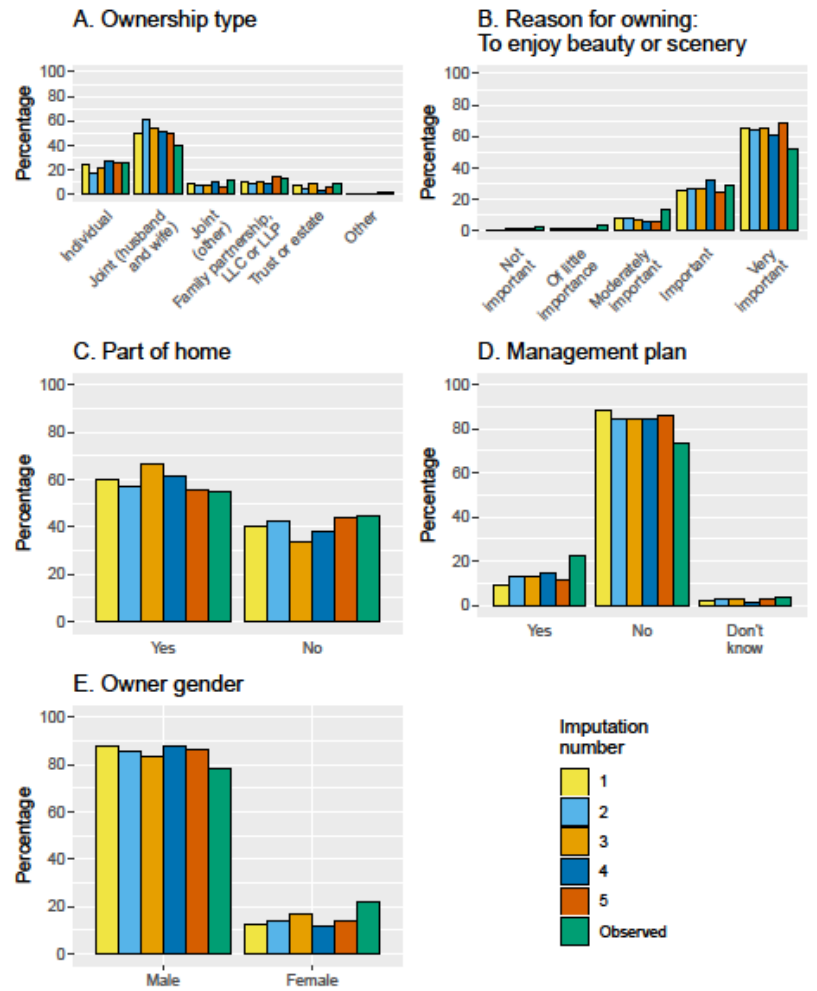 A. Ownership type
Percentage
100
80
60
40
20
0
Individual
Joint (husband
and wife)
Joint
(other)
Family partnership,
LLC or LLP
Trust or estate
Other
B. Reason for owning:
To enjoy beauty or scenery
Percentage
100
80
60
40
20
0
Not
important
Of little
importance
Moderately
important
Important
Very
important
C. Part of home
Percentage
100
80
60
40
20
0
Yes
No
D. Management plan
Percentage
100
80
60
40
20
0
Yes
No
Don't
know
E. Owner gender
Percentage
100
80
60
40
20
0
Male
Female
Imputation
number
1
2
3
4
5
Observed